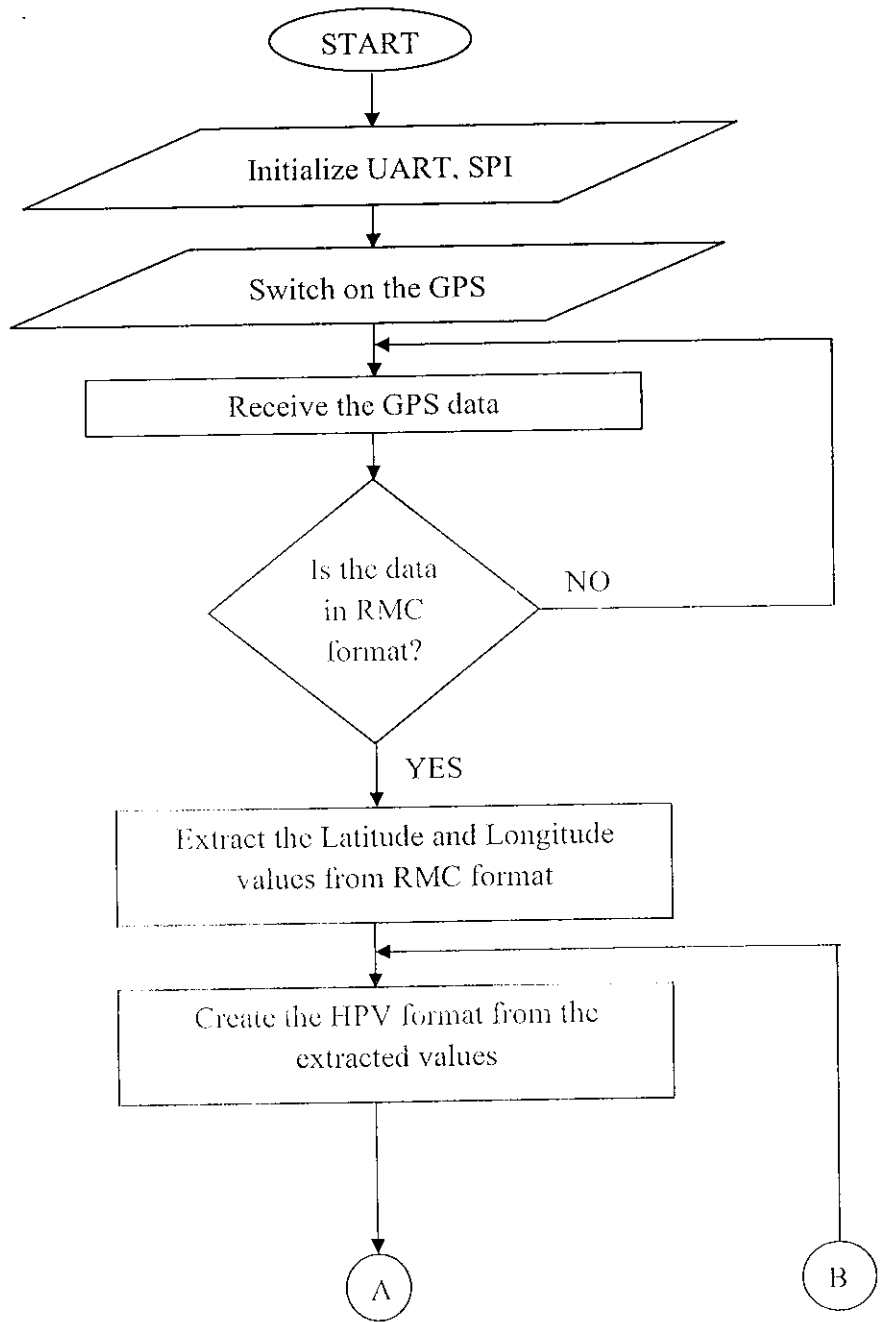 START
Initialize UART, SPI
Switch on the GPS
Receive the GPS data
Is the data
in RMC
format?
NO
YES
Extract the Latitude and Longitude
values from RMC format
Create the HPV format from the
extracted values
A
B